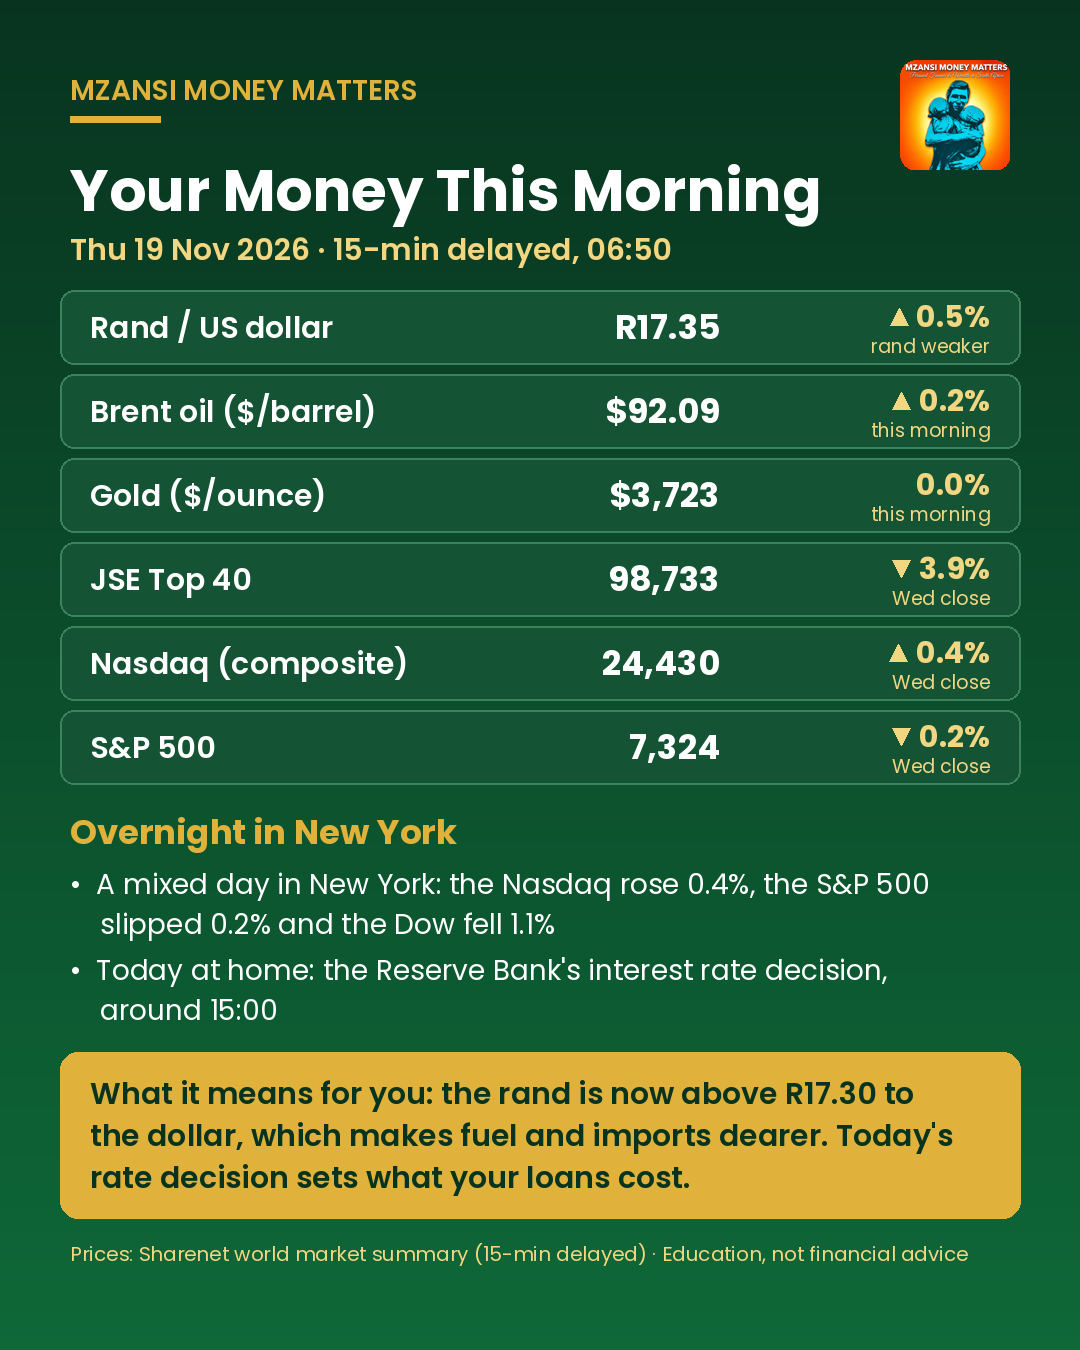 MZANSI MONEY MATTERS
MZANSI MONEY MATTERS
Your Money This Morning
Thu 19 Nov 2026 · 15-min delayed, 06:50
Rand / US dollar R17.35 ▲ 0.5%
rand weaker
Brent oil ($/barrel) $92.09 ▲ 0.2%
this morning
Gold ($/ounce) $3,723 0.0%
this morning
JSE Top 40 98,733 ▼ 3.9%
Wed close
Nasdaq (composite) 24,430 ▲ 0.4%
Wed close
S&P 500 7,324 ▼ 0.2%
Wed close
Overnight in New York
• A mixed day in New York: the Nasdaq rose 0.4%, the S&P 500
slipped 0.2% and the Dow fell 1.1%
• Today at home: the Reserve Bank's interest rate decision,
around 15:00
What it means for you: the rand is now above R17.30 to
the dollar, which makes fuel and imports dearer. Today's
rate decision sets what your loans cost.
Prices: Sharenet world market summary (15-min delayed) · Education, not financial advice